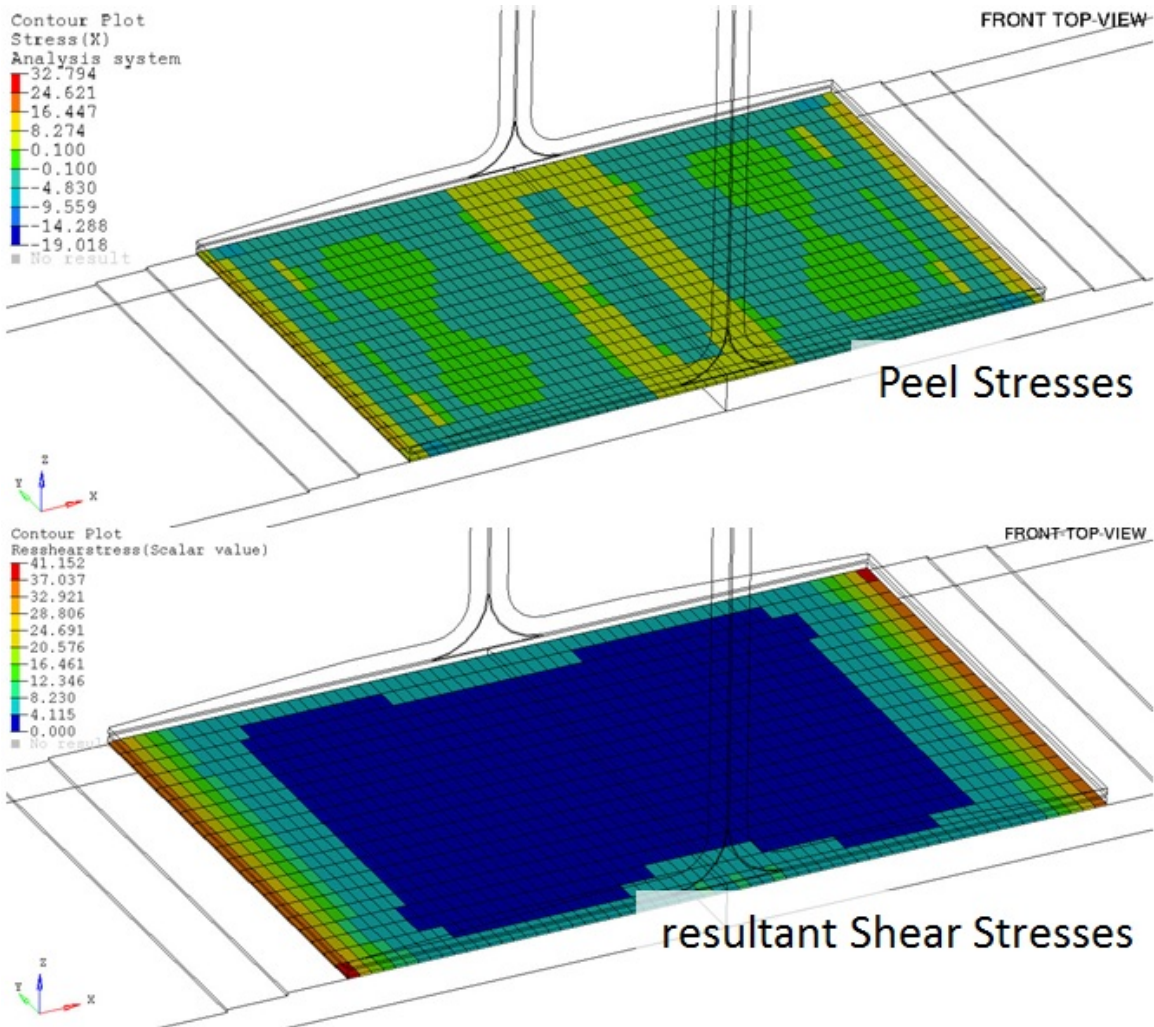 Contour Plot
Stress(X)
Analysis system
32.794
24.621
16.447
8.274
0.100
-0.100
-4.830
-9.559
-14.288
-19.018
No result
FRONT TOP-VIEW
Peel Stresses
Z
Y
X
Contour Plot
Resshearstress(Scalar value)
41.152
37.037
32.921
28.806
24.691
20.576
16.461
12.346
8.230
4.115
0.000
No resul
FRONT-TOP-VIEW
resultant Shear Stresses
Z
Y
X